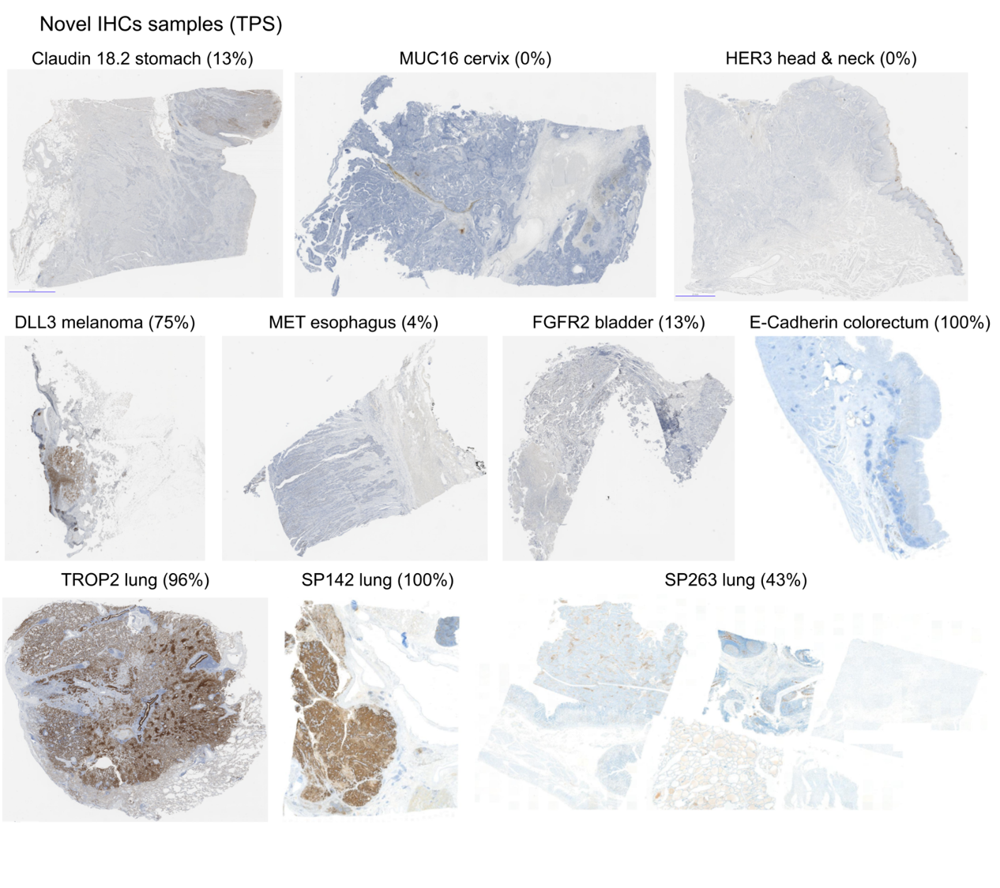 Novel IHCs samples (TPS)
Claudin 18.2 stomach (13%)
MUC16 cervix (0%)
HER3 head & neck (0%)
DLL3 melanoma (75%)
MET esophagus (4%)
FGFR2 bladder (13%)
E-Cadherin colorectum (100%)
TROP2 lung (96%)
SP142 lung (100%)
SP263 lung (43%)